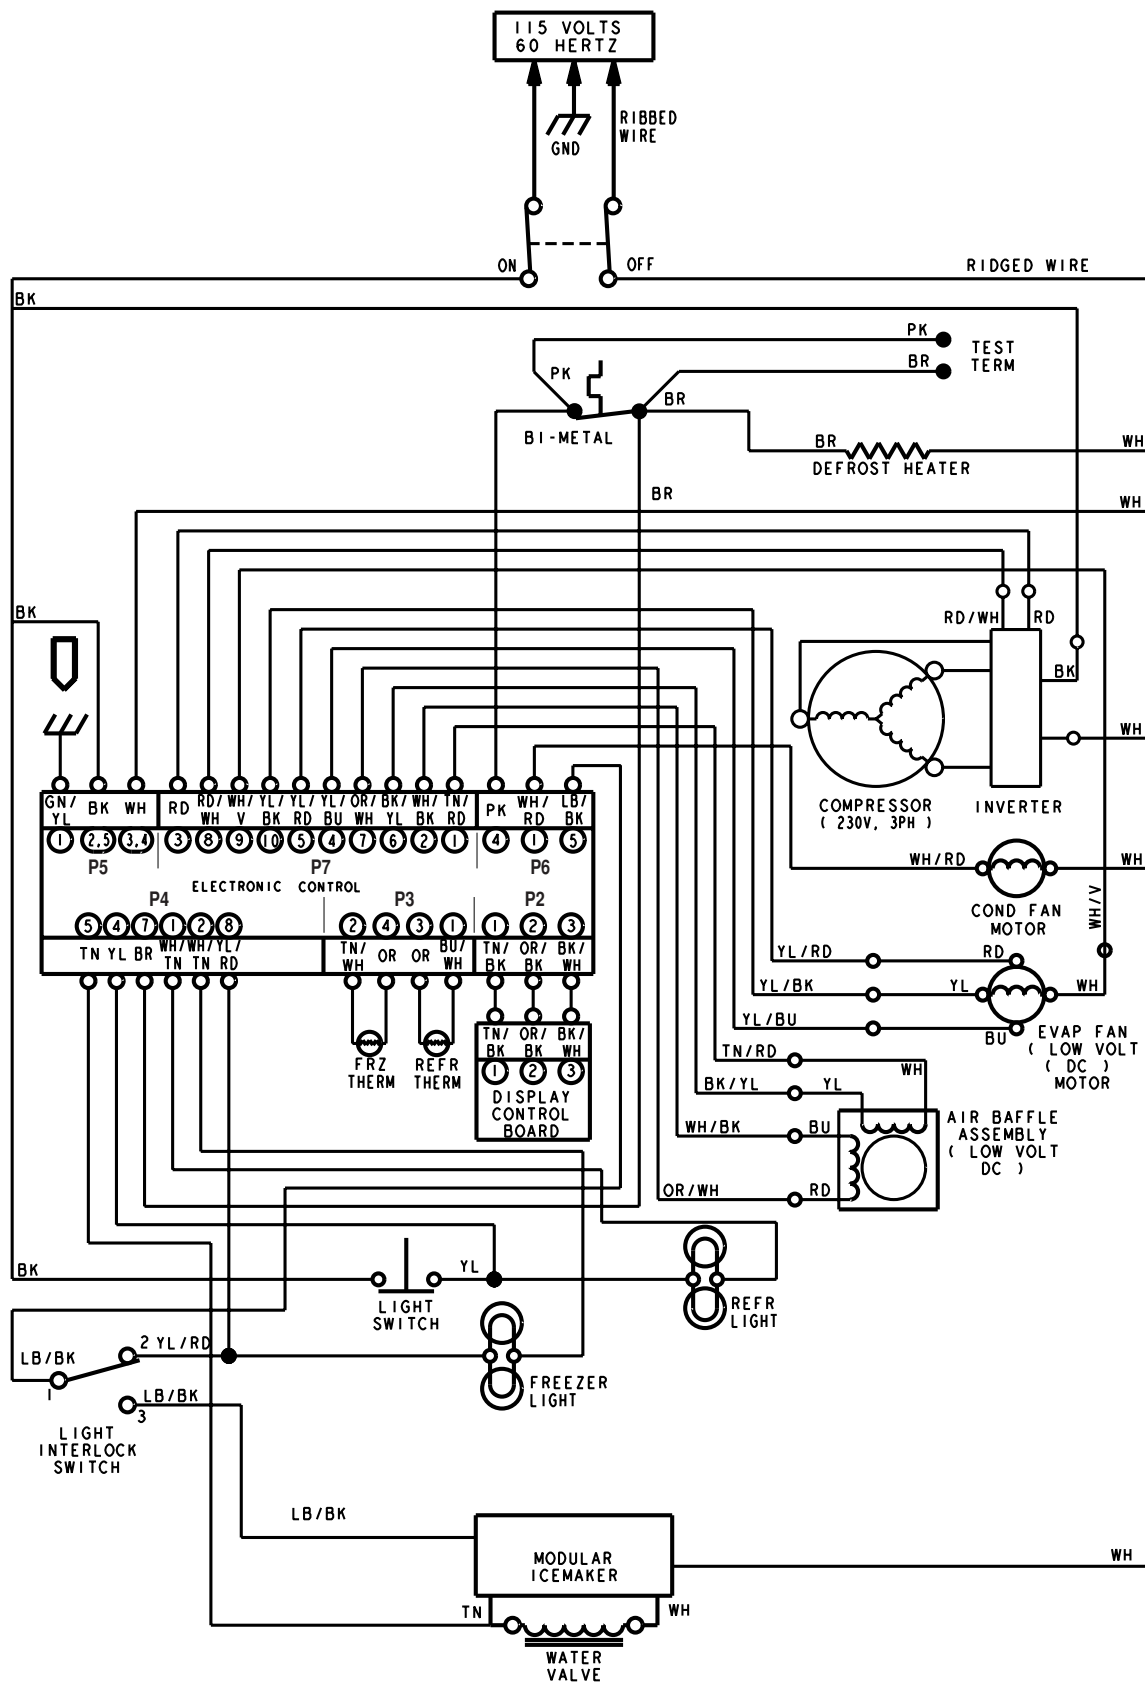 115 VOLTS
60 HERTZ
RIBBED
WIRE
GND
ON
OFF
RIDGED WIRE
BK
PK
TEST
TERM
BR
PK
BR
BI-METAL
BR
WH
DEFROST HEATER
BR
WH
BK
RD/WH
RD
BK
WH
COMPRESSOR
( 230V, 3PH )
INVERTER
GN/
YL
BK
WH
RD
RD/
WH
WH/
V
YL/
BK
YL/
RD
YL/
BU
OR/
WH
BK/
YL
WH/
BK
TN/
RD
PK
WH/
RD
LB/
BK
1 2,5 3,4 3 8 9 10 5 4 7 6 2 1 4 1 5
P5 P7 P6
ELECTRONIC CONTROL
P4 P3 P2
5 4 7 1 2 8 2 4 3 1 1 2 3
TN YL BR
WH/
TN
WH/
TN
YL/
RD
TN/
WH
OR
OR
BU/
WH
TN/
BK
OR/
BK
BK/
WH
WH/RD
WH
COND FAN
MOTOR
WH/V
YL/RD
RD
YL/BK
YL
WH
YL/BU
BU
EVAP FAN
( LOW VOLT
( DC )
MOTOR
FRZ
THERM
REFR
THERM
TN/
BK
OR/
BK
BK/
WH
1 2 3
DISPLAY
CONTROL
BOARD
TN/RD
WH
BK/YL
YL
WH/BK
BU
OR/WH
RD
AIR BAFFLE
ASSEMBLY
( LOW VOLT
DC )
BK
YL
LIGHT
SWITCH
REFR
LIGHT
2 YL/RD
LB/BK
1
LB/BK
3
LIGHT
INTERLOCK
SWITCH
FREEZER
LIGHT
LB/BK
MODULAR
ICEMAKER
WH
TN
WH
WATER
VALVE